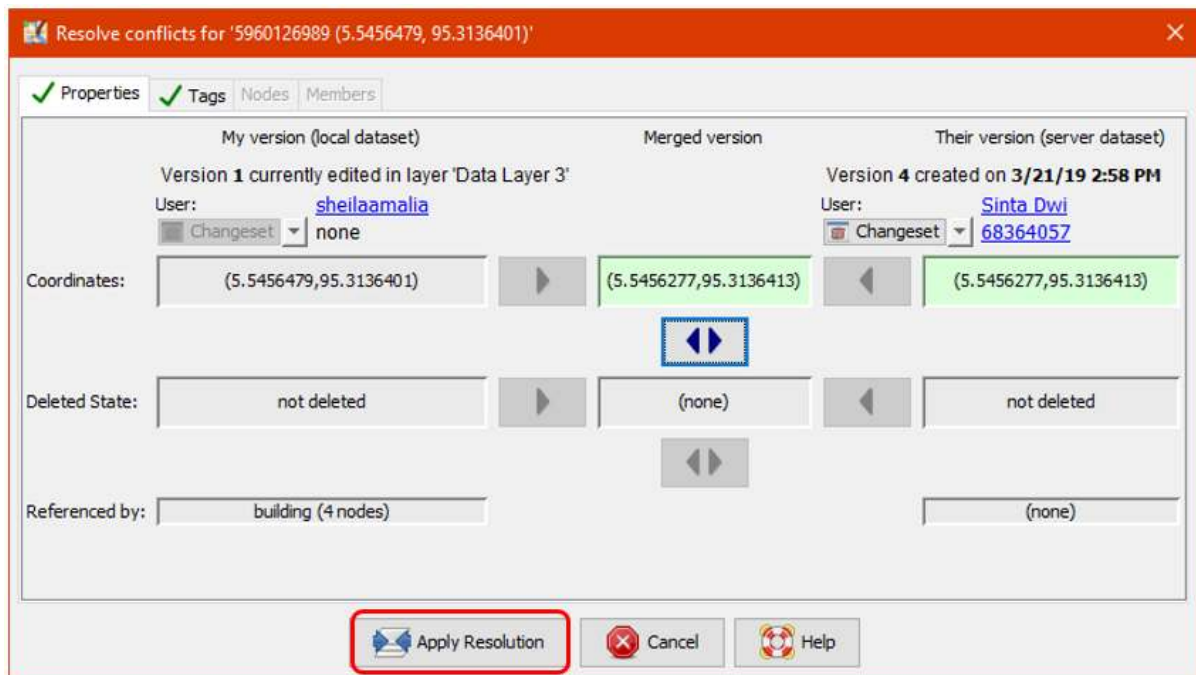 Resolve conflicts for '5960126989 (5.5456479, 95.3136401)'
Properties Tags Nodes Members
My version (local dataset) Merged version Their version (server dataset)
Version 1 currently edited in layer 'Data Layer 3' Version 4 created on 3/21/19 2:58 PM
User: sheilaamalia User: Sinta Dwi
Changeset none Changeset 68364057
Coordinates: (5.5456479,95.3136401) (5.5456277,95.3136413) (5.5456277,95.3136413)
Deleted State: not deleted (none) not deleted
Referenced by: building (4 nodes) (none)
Apply Resolution Cancel Help